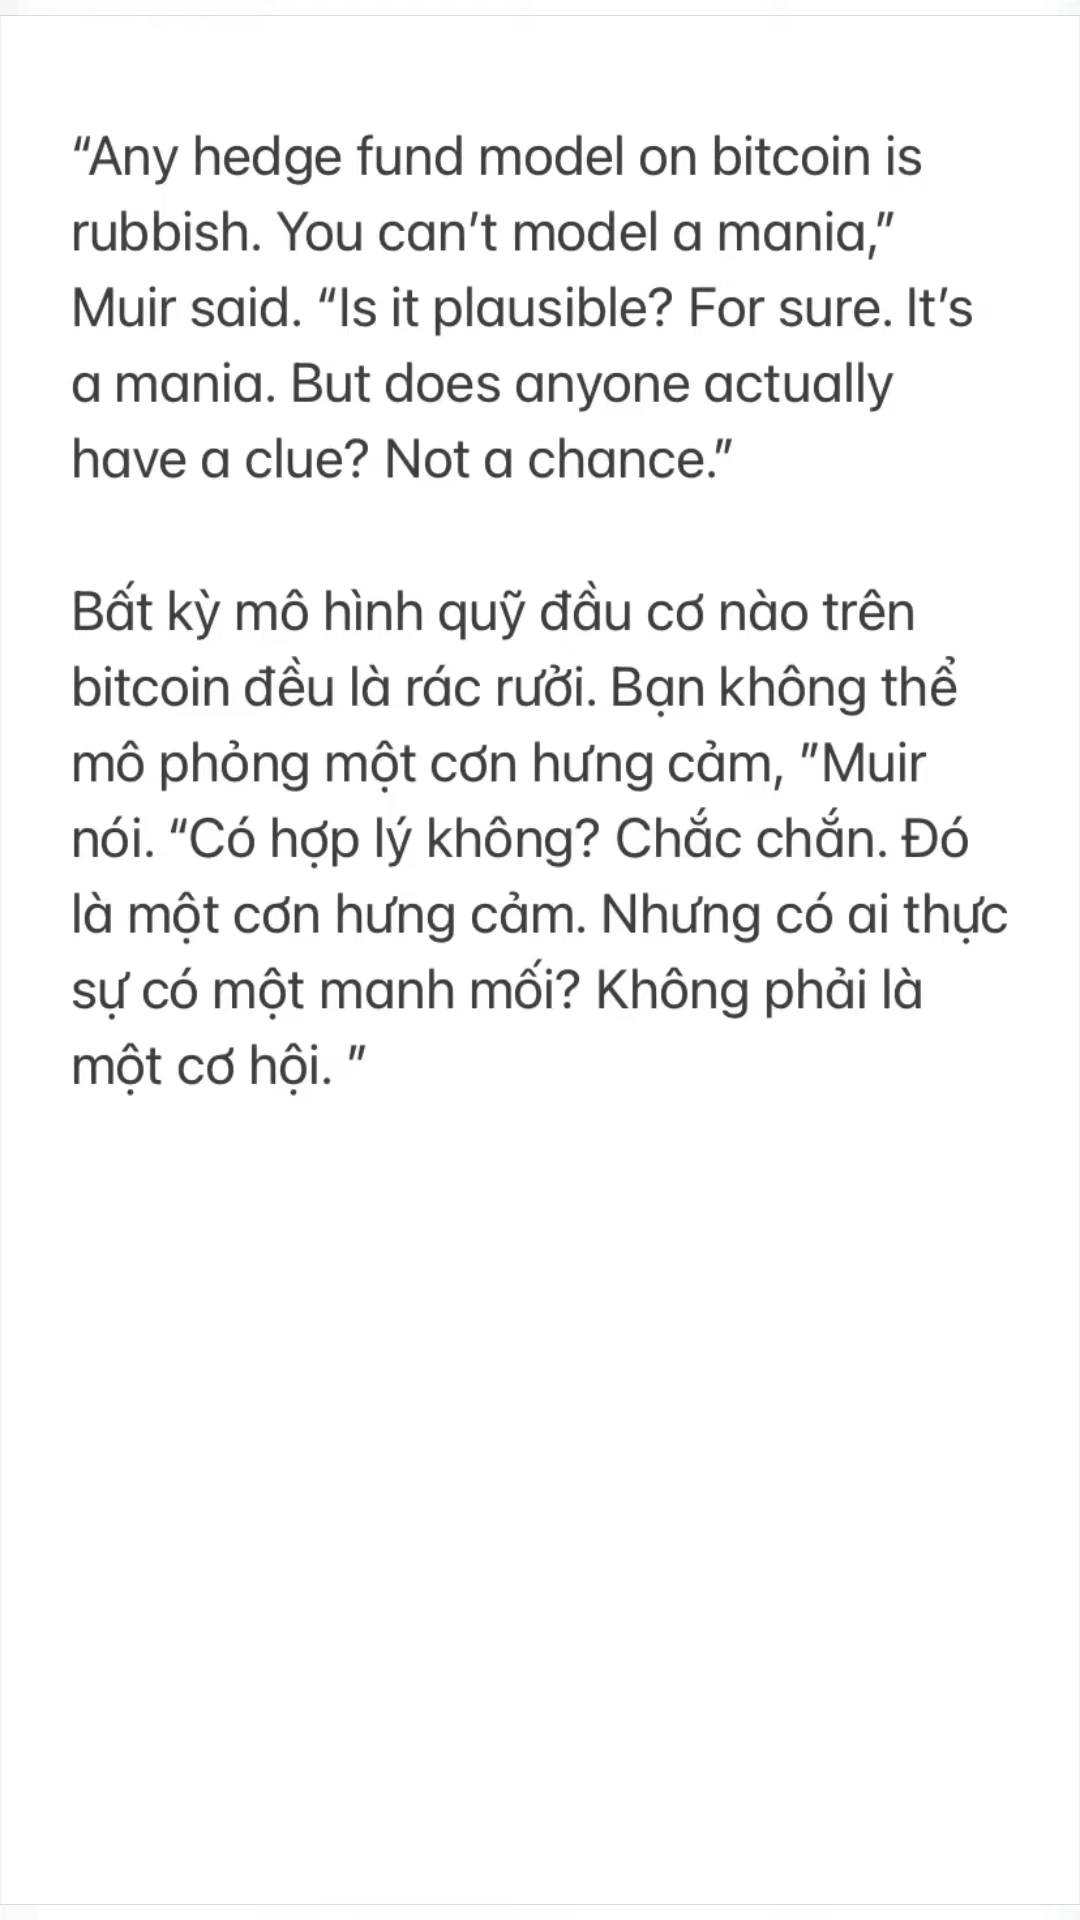 “Any hedge fund model on bitcoin is
rubbish. You can’t model a mania,”
Muir said. “Is it plausible? For sure. It’s
a mania. But does anyone actually
have a clue? Not a chance.”
Bất kỳ mô hình quỹ đầu cơ nào trên
bitcoin đều là rác rưởi. Bạn không thể
mô phỏng một cơn hưng cảm, ”Muir
nói. “Có hợp lý không? Chắc chắn. Đó
là một cơn hưng cảm. Nhưng có ai thực
sự có một manh mối? Không phải là
một cơ hội. ”